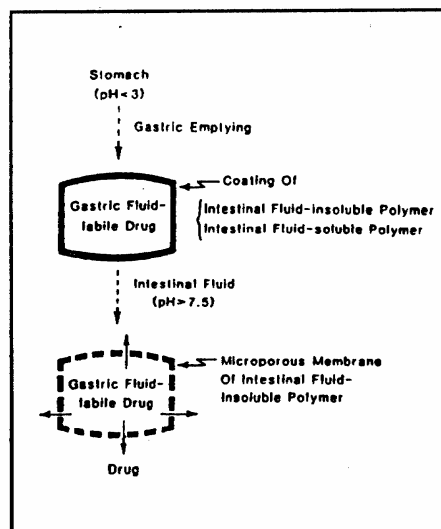 Stomach
(pH<3)
Gastric Emptying
Coating Of
Gastric Fluid-
labile Drug
Intestinal Fluid-insoluble Polymer
Intestinal Fluid-soluble Polymer
Intestinal Fluid
(pH>7.5)
Microporous Membrane
Of Intestinal Fluid-
Insoluble Polymer
Gastric Fluid-
labile Drug
Drug